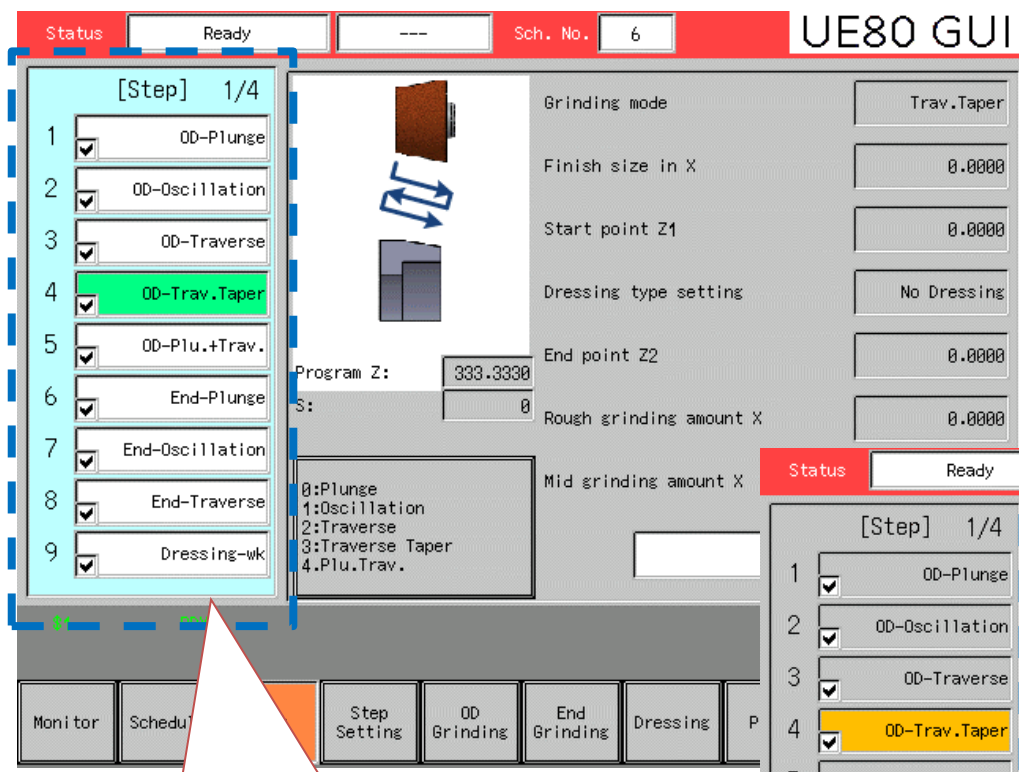 Status Ready --- Sch. No. 6 UE80 GUI
[Step] 1/4
1 OD-Plunge
2 OD-Oscillation
3 OD-Traverse
4 OD-Trav.Taper
5 OD-Plu.+Trav.
6 End-Plunge
7 End-Oscillation
8 End-Traverse
9 Dressing-wk
Program Z: 333.3330
S: 0
0:Plunge
1:Oscillation
2:Traverse
3:Traverse Taper
4.Plu.Trav.
Grinding mode Trav.Taper
Finish size in X 0.0000
Start point Z1 0.0000
Dressing type setting No Dressing
End point Z2 0.0000
Rough grinding amount X 0.0000
Mid grinding amount X
Monitor
Schedul
Step
Setting
OD
Grinding
End
Grinding
Dressing
P
Status Ready
[Step] 1/4
1 OD-Plunge
2 OD-Oscillation
3 OD-Traverse
4 OD-Trav.Taper